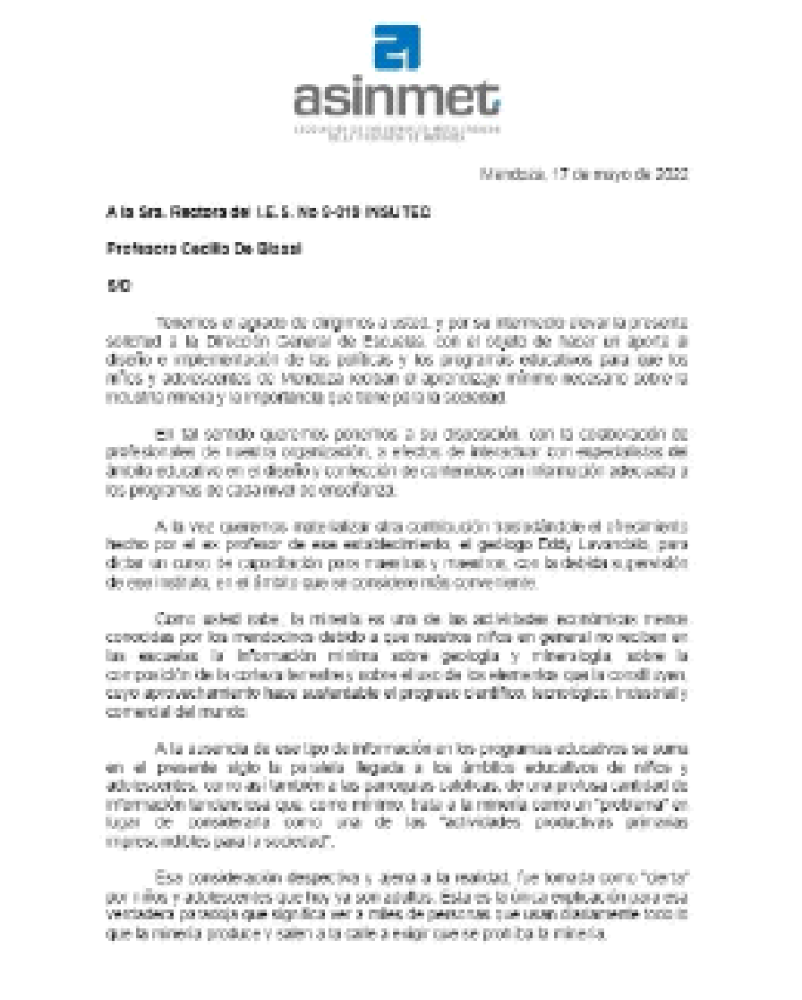 asinmet
Mendoza, 17 de mayo de 2022
A la Sra. Rectora del I.E.S. No 9-019 INSUTEC
Profesora Cecilia De Biassi
S/D
Tenemos el agrado de dirigirnos a usted, y por su intermedio elevar la presente
solicitud a la Dirección General de Escuelas, con el objeto de hacer un aporte al
diseño e implementación de las políticas y los programas educativos para que los
niños y adolescentes de Mendoza reciban el aprendizaje mínimo necesario sobre la
industria minera y la importancia que tiene para la sociedad.
En tal sentido queremos ponernos a su disposición, con la colaboración de
profesionales de nuestra organización, a efectos de interactuar con especialistas del
ámbito educativo en el diseño y confección de contenidos con información adecuada a
los programas de cada nivel de enseñanza.
A la vez queremos materializar otra contribución trasladándole el ofrecimiento
hecho por el ex profesor de ese establecimiento, el geólogo Eddy Lavandaio, para
dictar un curso de capacitación para maestras y maestros, con la debida supervisión
de ese instituto, en el ámbito que se considere más conveniente.
Como usted sabe, la minería es una de las actividades económicas menos
conocidas por los mendocinos debido a que nuestros niños en general no reciben en
las escuelas la información mínima sobre geología y mineralogía, sobre la
composición de la corteza terrestre y sobre el uso de los elementos que la constituyen,
cuyo aprovechamiento hace sustentable el progreso científico, tecnológico, industrial y
comercial del mundo.
A la ausencia de ese tipo de información en los programas educativos se suma
en el presente siglo la paralela llegada a los ámbitos educativos de niños y
adolescentes, como así también a las parroquias católicas, de una profusa cantidad de
información tendenciosa que, como mínimo, trata a la minería como un "problema" en
lugar de considerarla como una de las "actividades productivas primarias
imprescindibles para la sociedad".
Esa consideración despectiva y ajena a la realidad, fue tomada como "cierta"
por niños y adolescentes que hoy ya son adultos. Esta es la única explicación para esa
verdadera paradoja que significa ver a miles de personas que usan diariamente todo lo
que la minería produce y salen a la calle a exigir que se prohíba la minería.